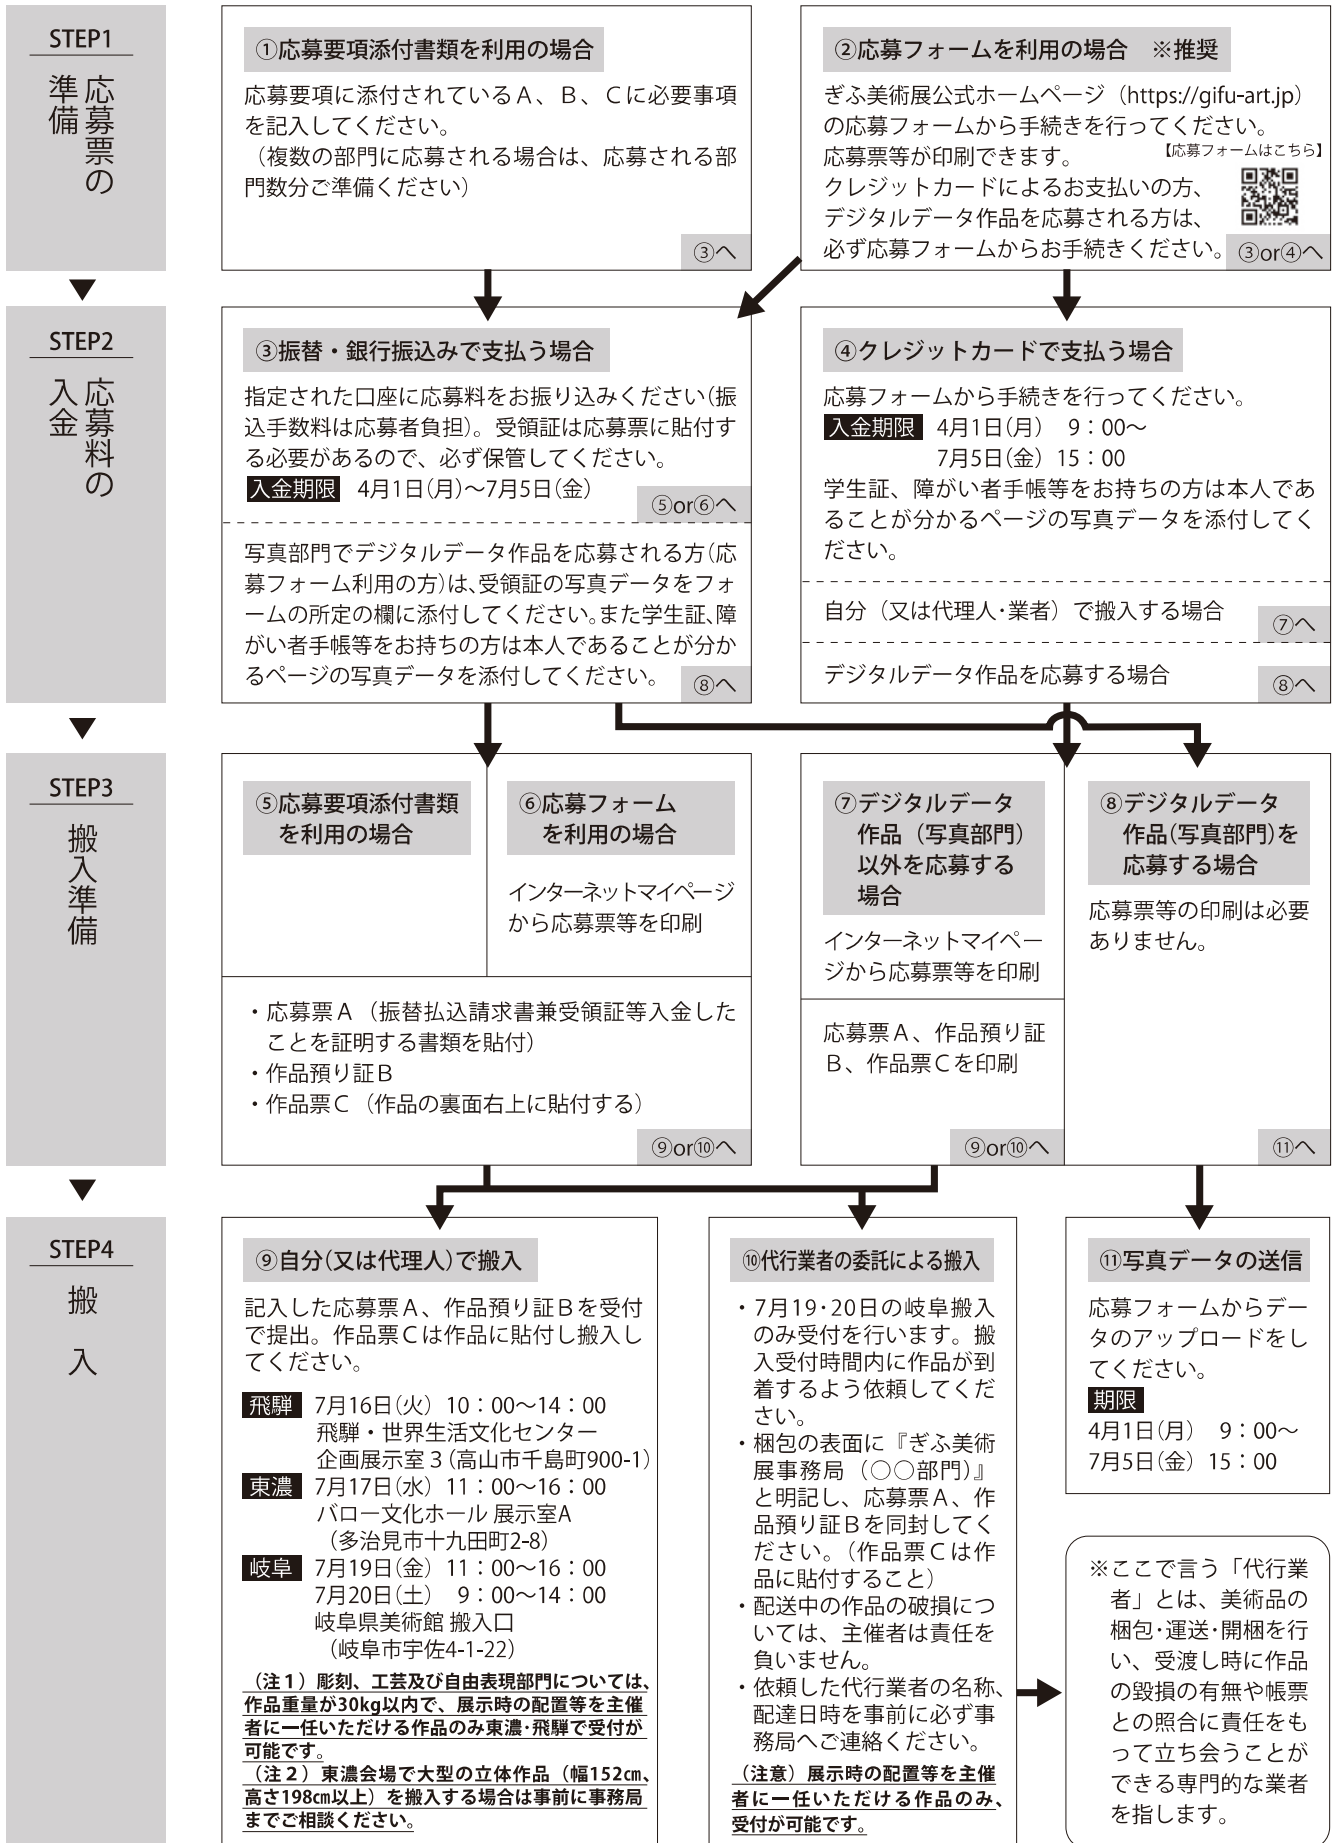 STEP1
応募票の
準備
①応募要項添付書類を利用の場合
応募要項に添付されているA、B、Cに必要事項
を記入してください。
（複数の部門に応募される場合は、応募される部
門数分ご準備ください）
③へ
②応募フォームを利用の場合　※推奨
ぎふ美術展公式ホームページ（https://gifu-art.jp）
の応募フォームから手続きを行ってください。
応募票等が印刷できます。
【応募フォームはこちら】
クレジットカードによるお支払いの方、
デジタルデータ作品を応募される方は、
必ず応募フォームからお手続きください。
③or④へ
STEP2
応募料の
入金
③振替・銀行振込みで支払う場合
指定された口座に応募料をお振り込みください（振
込手数料は応募者負担）。受領証は応募票に貼付す
る必要があるので、必ず保管してください。
入金期限　4月1日(月)～7月5日(金)
⑤or⑥へ
写真部門でデジタルデータ作品を応募される方（応
募フォーム利用の方）は、受領証の写真データをフォ
ームの所定の欄に添付してください。また学生証、障
がい者手帳等をお持ちの方は本人であることが分か
るページの写真データを添付してください。
⑧へ
④クレジットカードで支払う場合
応募フォームから手続きを行ってください。
入金期限　4月1日(月)　9：00～
7月5日(金)　15：00
学生証、障がい者手帳等をお持ちの方は本人であ
ることが分かるページの写真データを添付してく
ださい。
自分（又は代理人・業者）で搬入する場合
⑦へ
デジタルデータ作品を応募する場合
⑧へ
STEP3
搬入準備
⑤応募要項添付書類
を利用の場合
⑥応募フォーム
を利用の場合
インターネットマイページ
から応募票等を印刷
・応募票A（振替払込請求書兼受領証等入金した
ことを証明する書類を貼付）
・作品預り証B
・作品票C（作品の裏面右上に貼付する）
⑨or⑩へ
⑦デジタルデータ
作品（写真部門）
以外を応募する
場合
インターネットマイペー
ジから応募票等を印刷
応募票A、作品預り証
B、作品票Cを印刷
⑨or⑩へ
⑧デジタルデータ
作品(写真部門)を
応募する場合
応募票等の印刷は必要
ありません。
⑪へ
STEP4
搬　入
⑨自分(又は代理人)で搬入
記入した応募票A、作品預り証Bを受付
で提出。作品票Cは作品に貼付し搬入し
てください。
飛騨　7月16日(火)　10：00～14：00
飛騨・世界生活文化センター
企画展示室３(高山市千島町900-1)
東濃　7月17日(水)　11：00～16：00
バロー文化ホール 展示室A
（多治見市十九田町2-8）
岐阜　7月19日(金)　11：00～16：00
7月20日(土)　9：00～14：00
岐阜県美術館 搬入口
（岐阜市宇佐4-1-22）
（注１）彫刻、工芸及び自由表現部門については、
作品重量が30kg以内で、展示時の配置等を主催
者に一任いただける作品のみ東濃・飛騨で受付が
可能です。
（注２）東濃会場で大型の立体作品（幅152㎝、
高さ198㎝以上）を搬入する場合は事前に事務局
までご相談ください。
⑩代行業者の委託による搬入
・7月19・20日の岐阜搬入
のみ受付を行います。搬
入受付時間内に作品が到
着するよう依頼してくだ
さい。
・梱包の表面に『ぎふ美術
展事務局（〇〇部門）』
と明記し、応募票A、作
品預り証Bを同封してく
ださい。（作品票Cは作
品に貼付すること）
・配送中の作品の破損につ
いては、主催者は責任を
負いません。
・依頼した代行業者の名称、
配達日時を事前に必ず事
務局へご連絡ください。
（注意）展示時の配置等を主催
者に一任いただける作品のみ、
受付が可能です。
⑪写真データの送信
応募フォームからデー
タのアップロードをし
てください。
期限
4月1日(月)　9：00～
7月5日(金)　15：00
※ここで言う「代行業
者」とは、美術品の
梱包・運送・開梱を行
い、受渡し時に作品
の毀損の有無や帳票
との照合に責任をも
って立ち会うことが
できる専門的な業者
を指します。